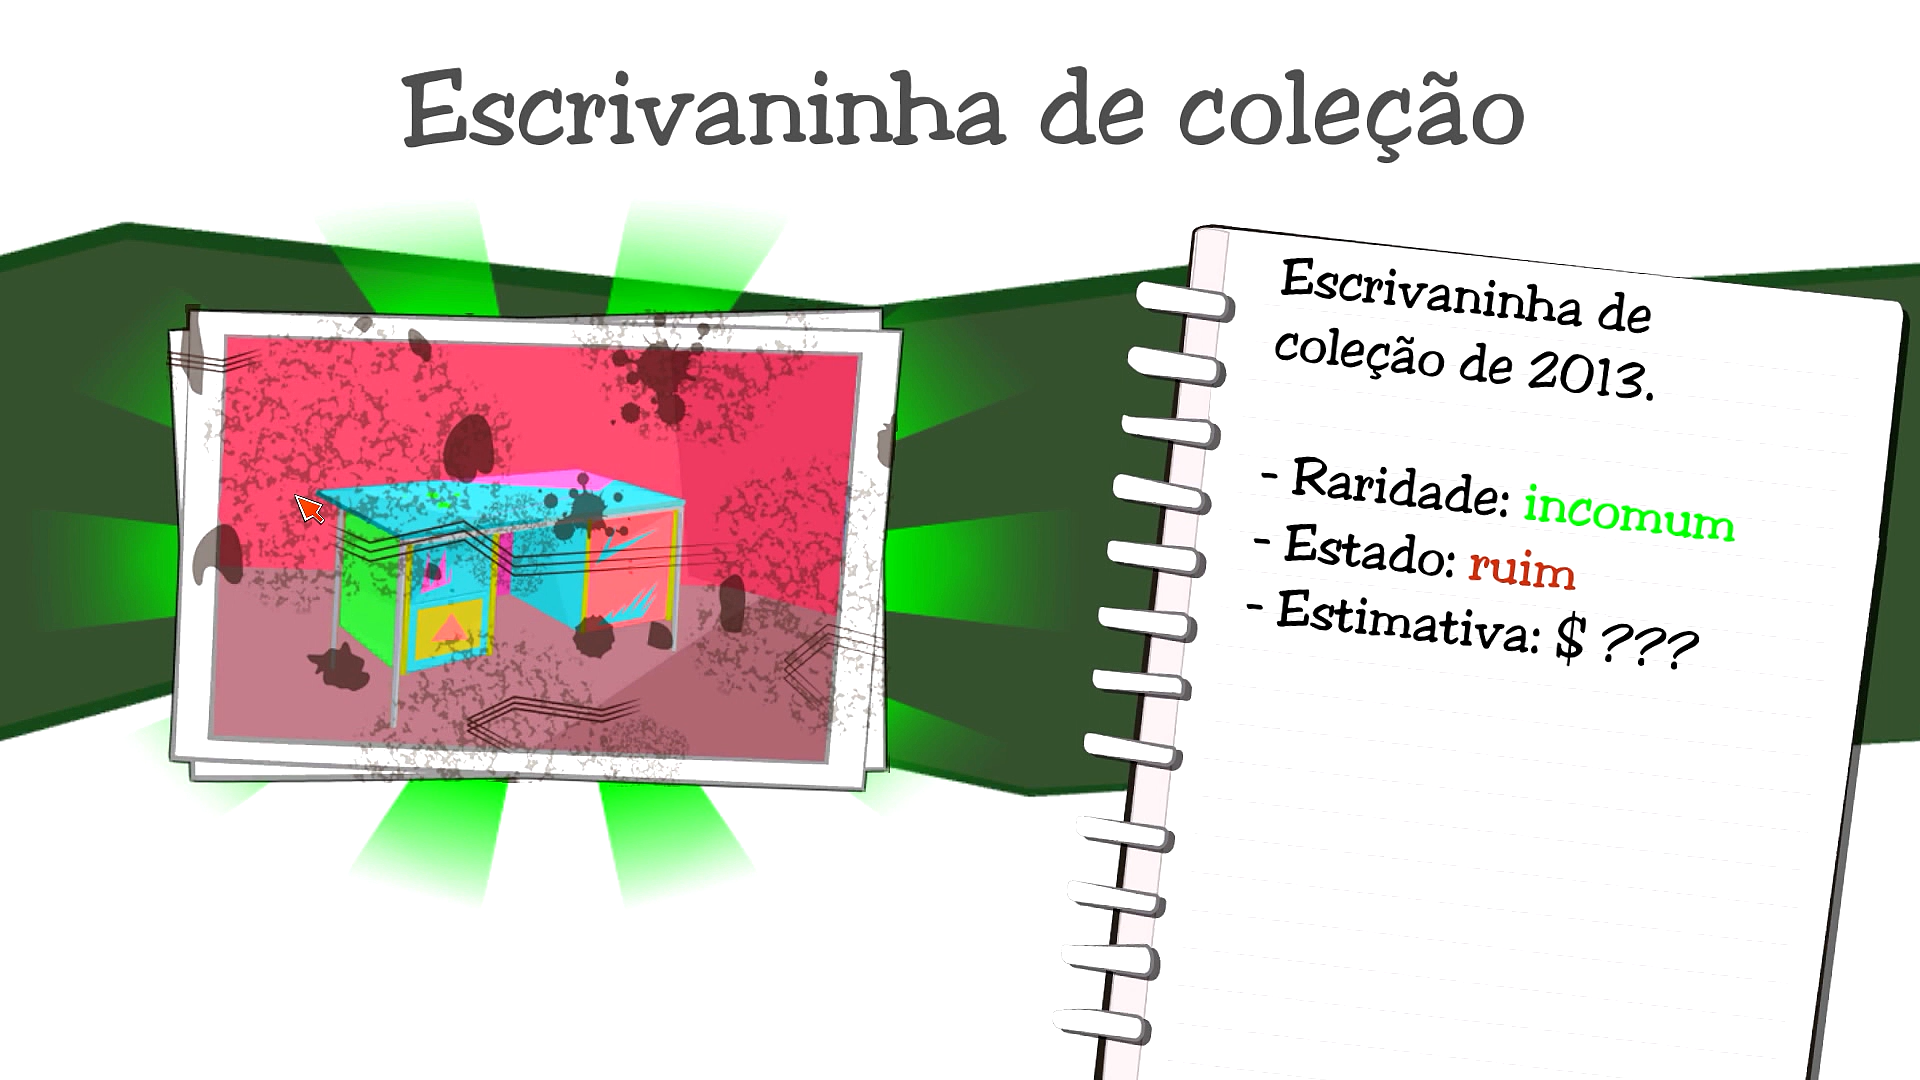 Escrivaninha de coleção
Escrivaninha de
coleção de 2013.
- Raridade: incomum
- Estado: ruim
- Estimativa: $ ???